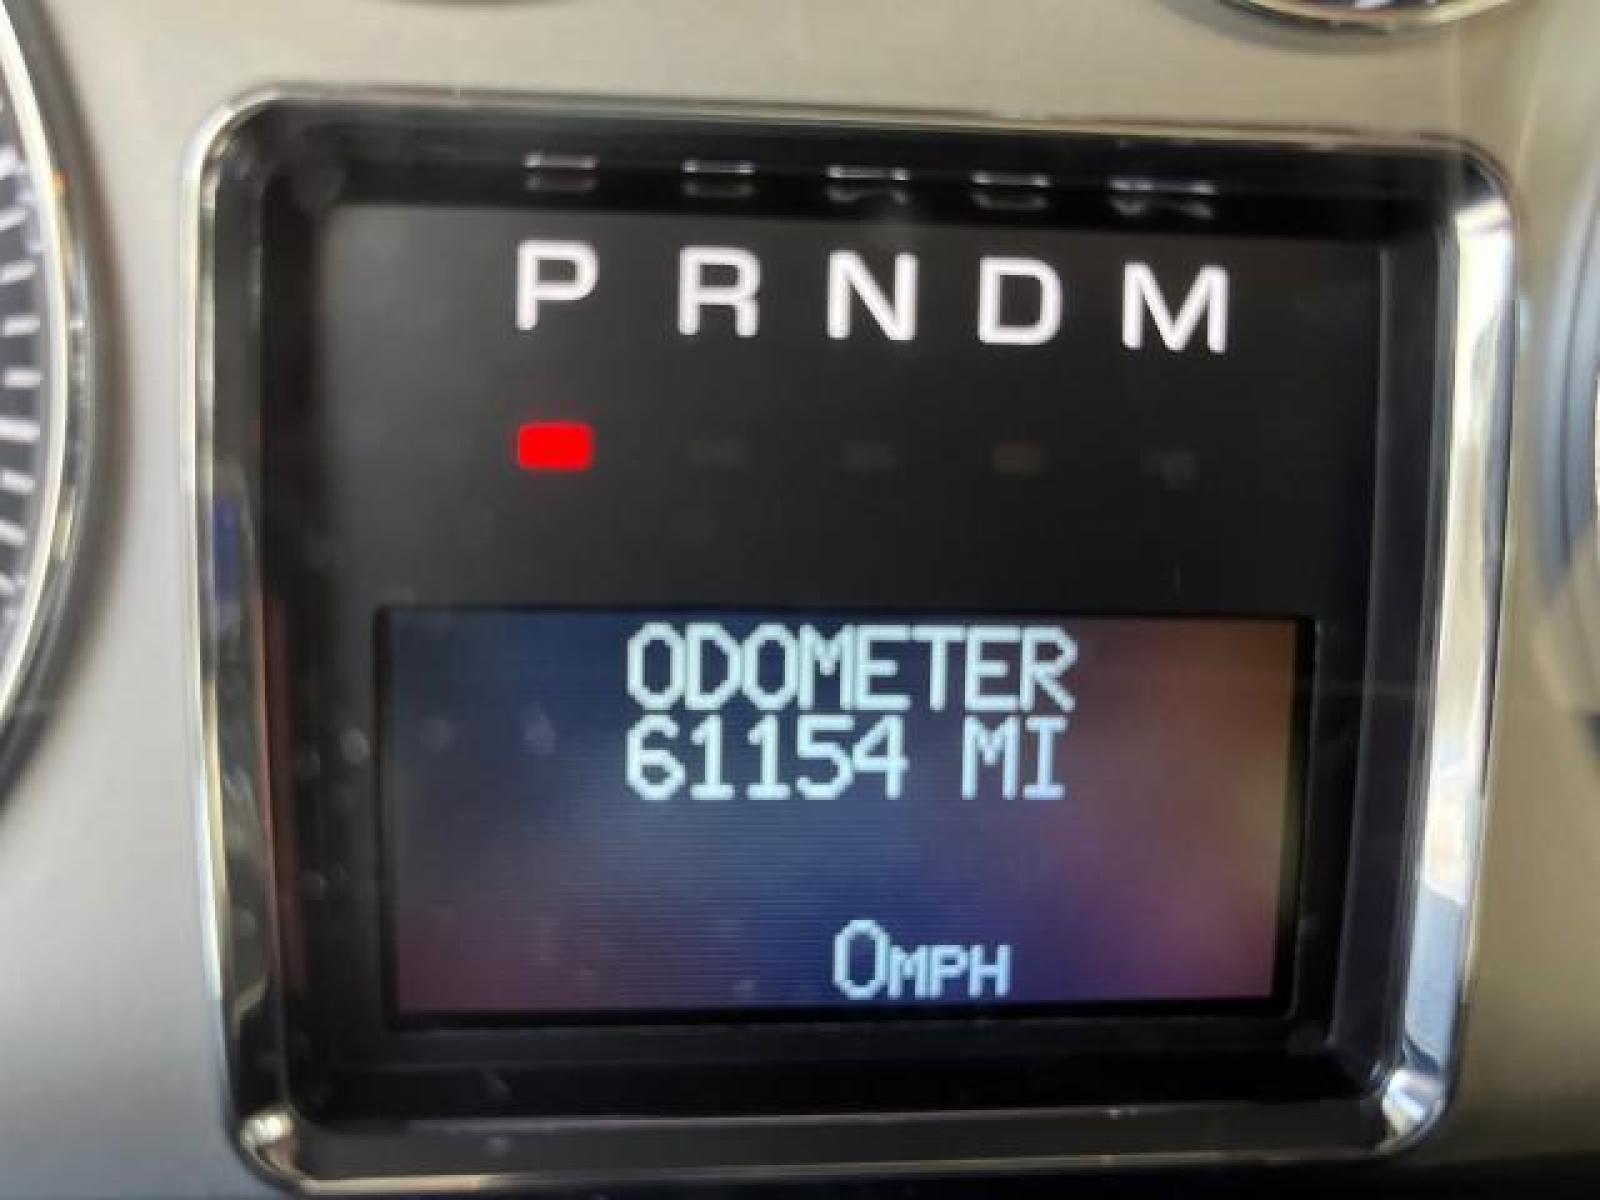 P R N D M
ODOMETER
61154 MI
0MPH